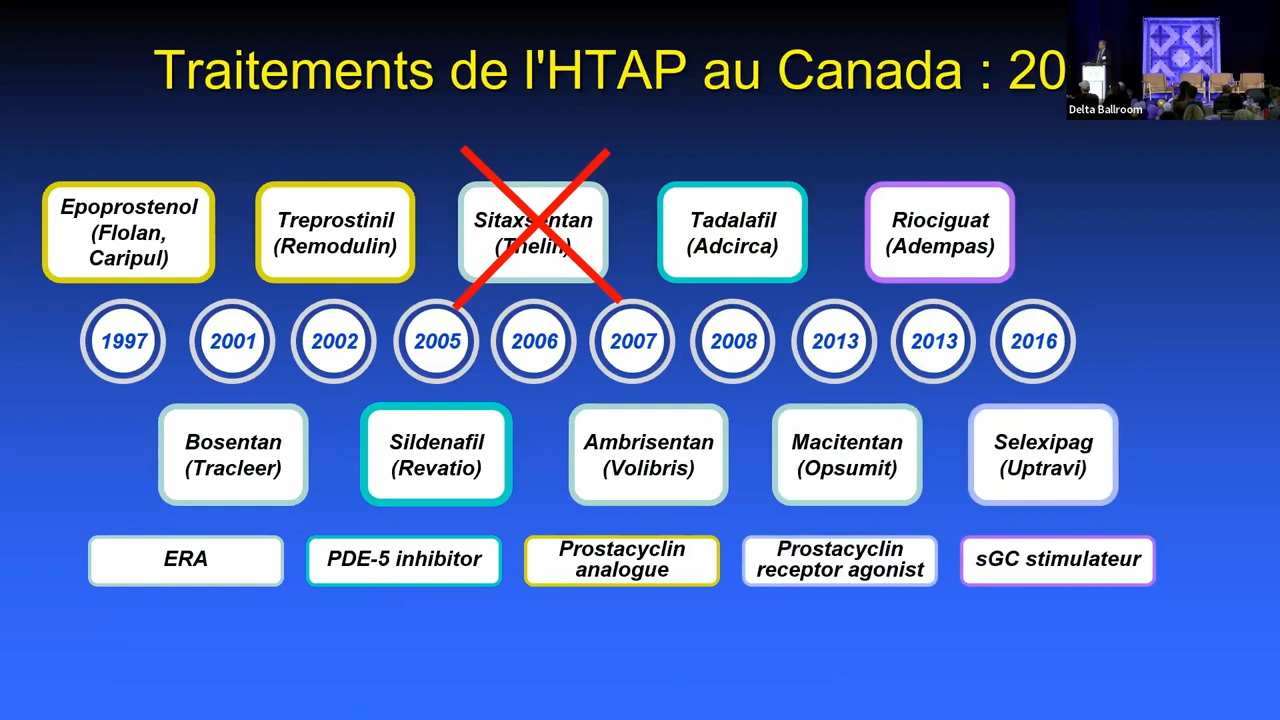 Traitements de l'HTAP au Canada : 20
Delta Ballroom
Epoprostenol
(Flolan,
Caripul)
Treprostinil
(Remodulin)
Sitaxsentan
(Thelin)
Tadalafil
(Adcirca)
Riociguat
(Adempas)
1997
2001
2002
2005
2006
2007
2008
2013
2013
2016
Bosentan
(Tracleer)
Sildenafil
(Revatio)
Ambrisentan
(Volibris)
Macitentan
(Opsumit)
Selexipag
(Uptravi)
ERA
PDE-5 inhibitor
Prostacyclin
analogue
Prostacyclin
receptor agonist
sGC stimulateur